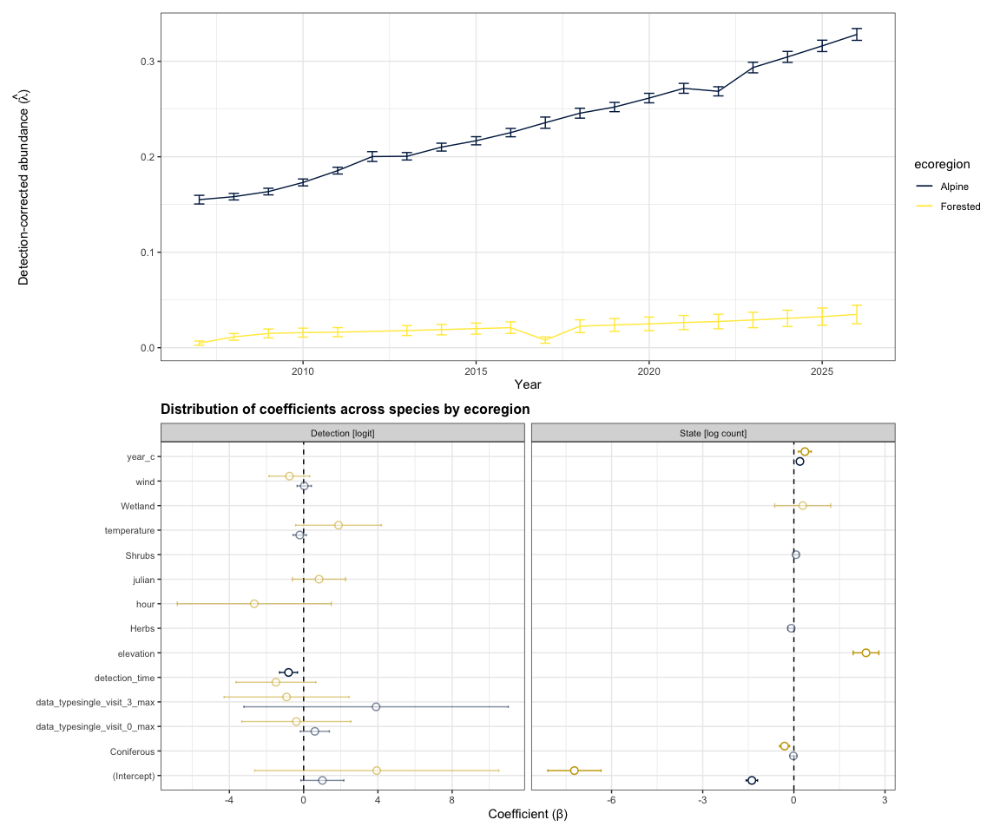 Detection-corrected abundance (λ̂)
0.3
0.2
0.1
0.0
2010
2015
2020
2025
Year
ecoregion
Alpine
Forested
Distribution of coefficients across species by ecoregion
Detection [logit]
State [log count]
year_c
wind
Wetland
temperature
Shrubs
julian
hour
Herbs
elevation
detection_time
data_typesingle_visit_3_max
data_typesingle_visit_0_max
Coniferous
(Intercept)
-4
0
4
8
-6
-3
0
3
Coefficient (β)